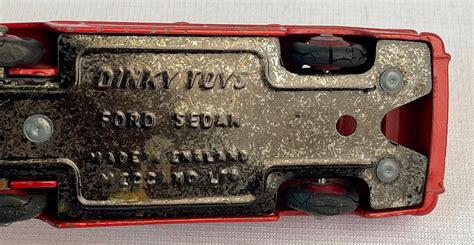 DINKY TOYS
FORD SEDAN
MADE IN ENGLAND
MECCANO LTD